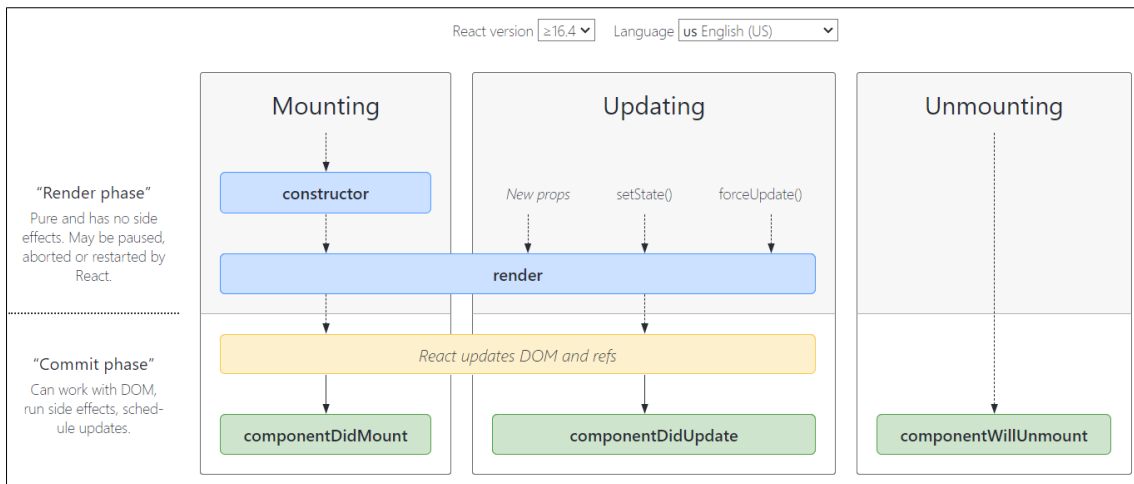 React version ≥16.4 Language us English (US)
Mounting
Updating
Unmounting
“Render phase”
Pure and has no side
effects. May be paused,
aborted or restarted by
React.
constructor
New props
setState()
forceUpdate()
render
“Commit phase”
Can work with DOM,
run side effects, sched-
ule updates.
React updates DOM and refs
componentDidMount
componentDidUpdate
componentWillUnmount